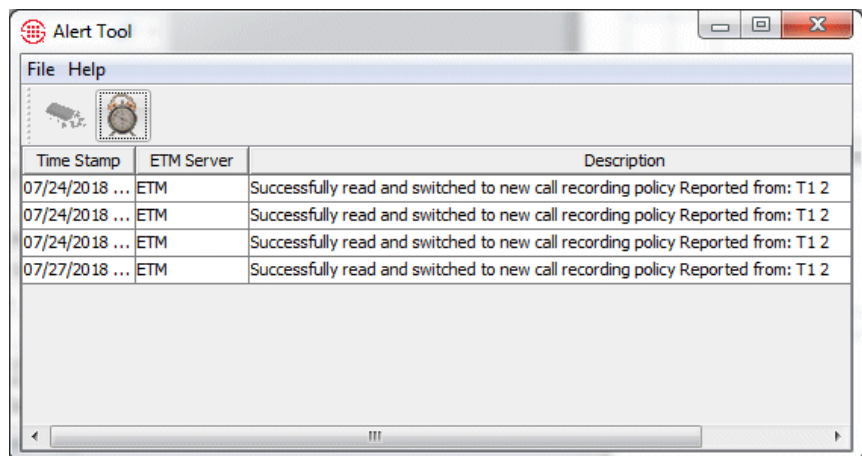 Alert Tool
File Help
Time Stamp ETM Server Description
07/24/2018 ... ETM Successfully read and switched to new call recording policy Reported from: T1 2
07/24/2018 ... ETM Successfully read and switched to new call recording policy Reported from: T1 2
07/24/2018 ... ETM Successfully read and switched to new call recording policy Reported from: T1 2
07/27/2018 ... ETM Successfully read and switched to new call recording policy Reported from: T1 2